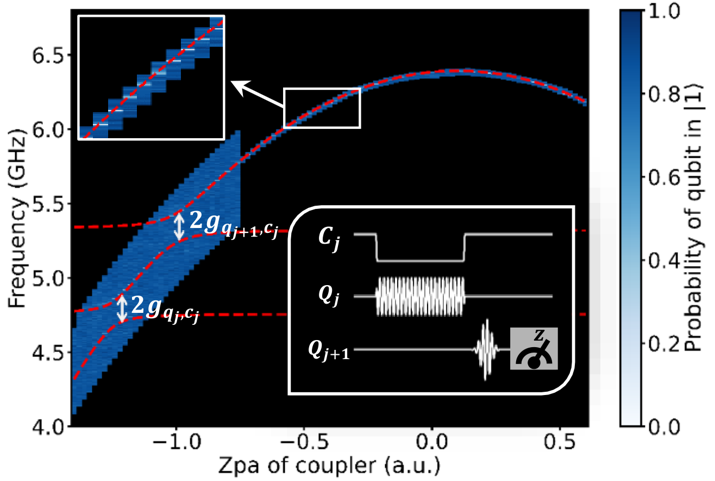 6.5
6.0
5.5
5.0
4.5
4.0
Frequency (GHz)
−1.0
−0.5
0.0
0.5
Zpa of coupler (a.u.)
2g_{q_{j+1},c_j}
2g_{q_j,c_j}
C_j
Q_j
Q_{j+1}
z
1.0
0.8
0.6
0.4
0.2
0.0
Probability of qubit in |1⟩